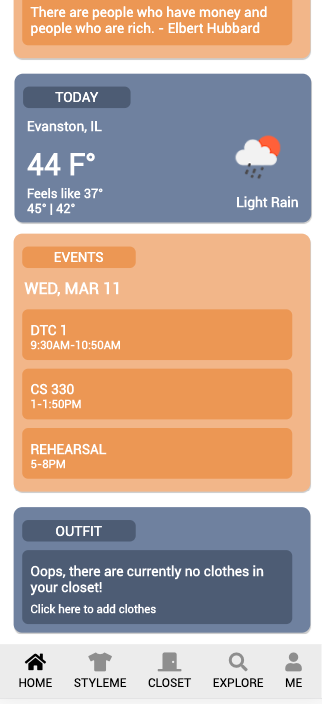 There are people who have money and
people who are rich. - Elbert Hubbard
TODAY
Evanston, IL
44 F°
Feels like 37°
45° | 42°
Light Rain
EVENTS
WED, MAR 11
DTC 1
9:30AM-10:50AM
CS 330
1-1:50PM
REHEARSAL
5-8PM
OUTFIT
Oops, there are currently no clothes in
your closet!
Click here to add clothes
HOME
STYLEME
CLOSET
EXPLORE
ME